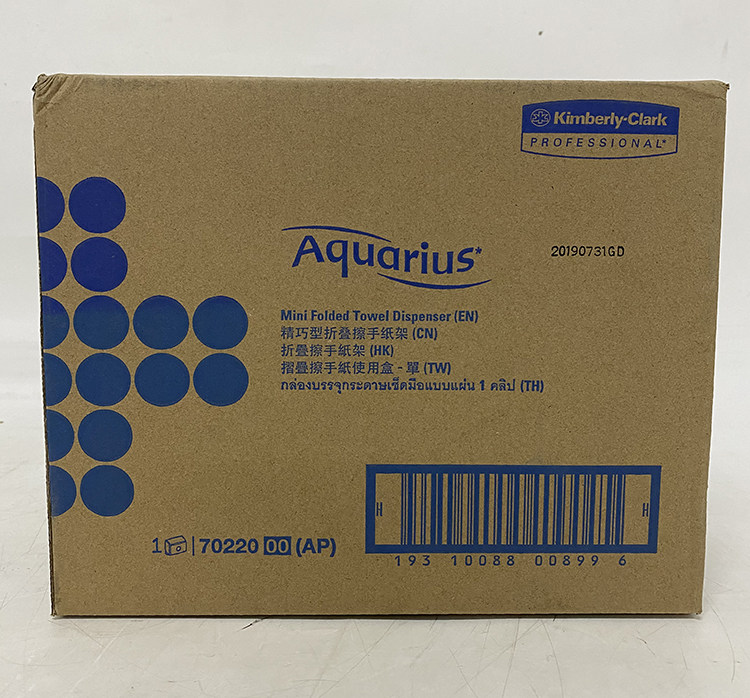 Kimberly-Clark
PROFESSIONAL*
Aquarius*
20190731GD
Mini Folded Towel Dispenser (EN)
精巧型折叠擦手纸架 (CN)
折疊擦手紙架 (HK)
摺疊擦手紙使用盒 - 單 (TW)
กล่องบรรจุกระดาษเช็ดมือแบบแผ่น 1 คลิป (TH)
H H
193 10088 00899 6
1 | 70220 00 (AP)